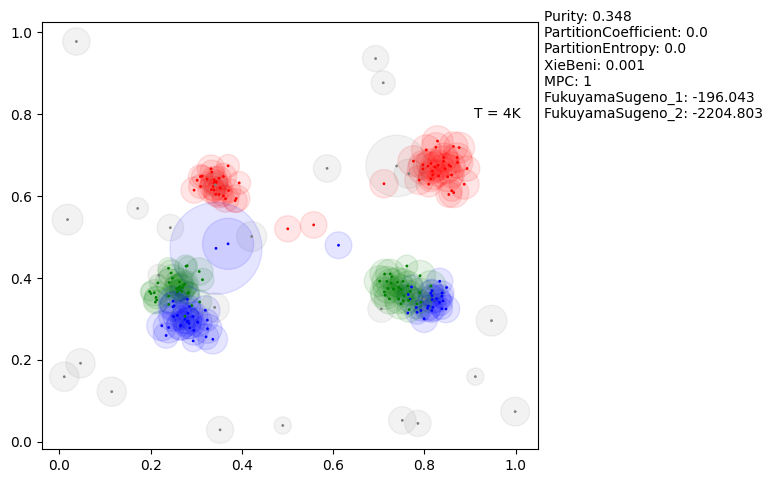 Purity: 0.348
PartitionCoefficient: 0.0
PartitionEntropy: 0.0
XieBeni: 0.001
MPC: 1
FukuyamaSugeno_1: -196.043
FukuyamaSugeno_2: -2204.803
T = 4K
1.0
0.8
0.6
0.4
0.2
0.0
0.0 0.2 0.4 0.6 0.8 1.0